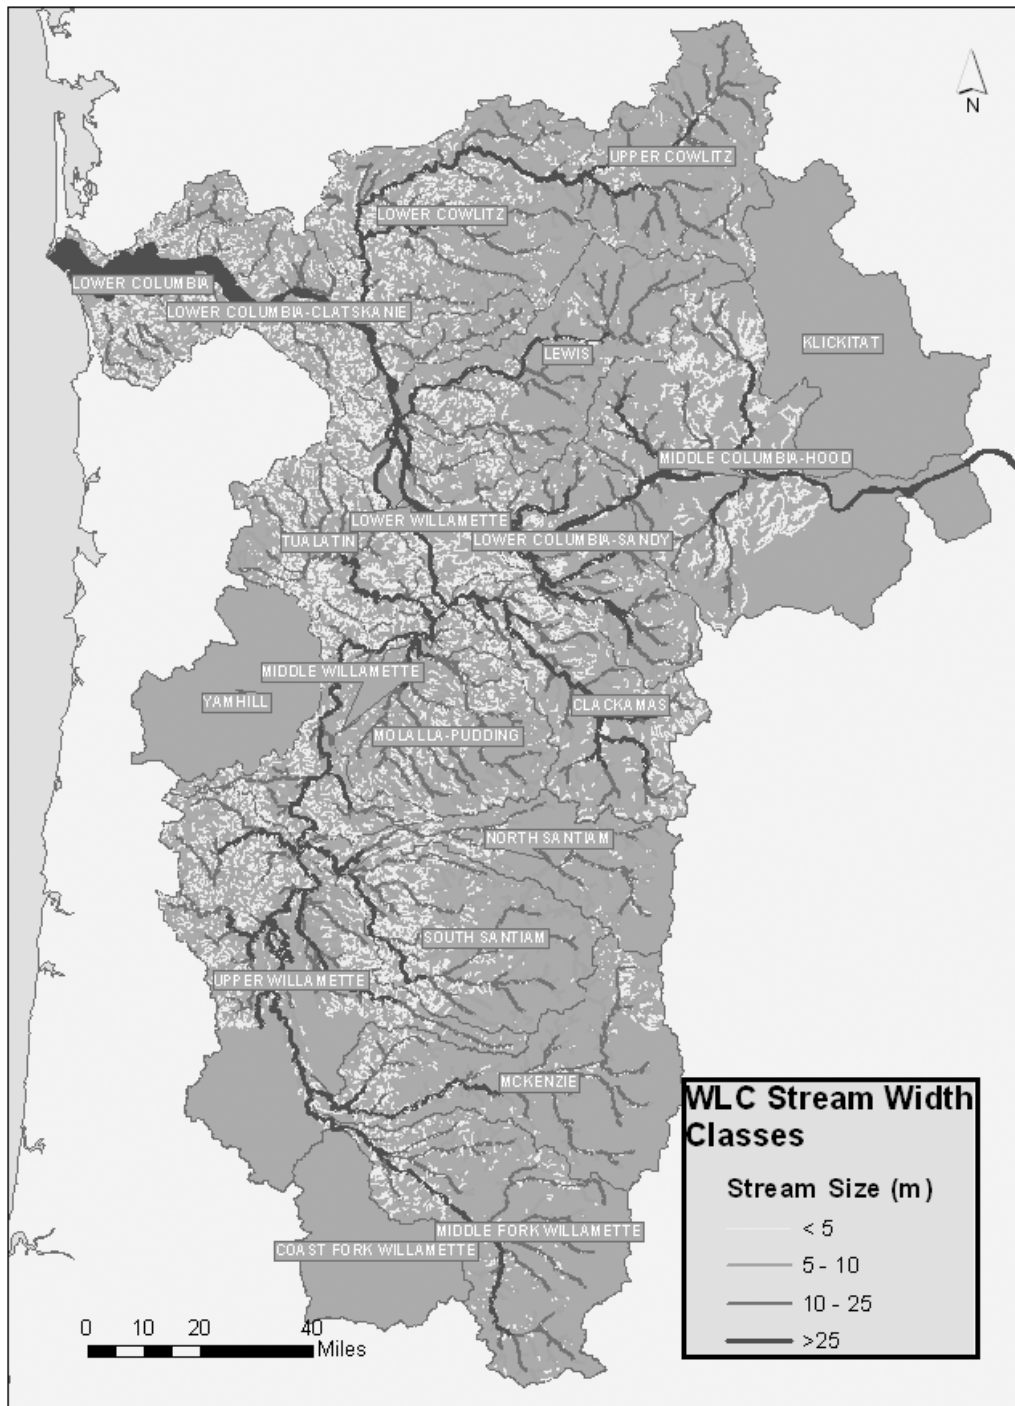 N
UPPER COWLITZ
LOWER COWLITZ
LOWER COLUMBIA
LOWER COLUMBIA-CLATSKANIE
KLICKITAT
LEWIS
MIDDLE COLUMBIA-HOOD
LOWER WILLAMETTE
TUALATIN
LOWER COLUMBIA-SANDY
MIDDLE WILLAMETTE
YAMHILL
CLACKAMAS
MOLALLA-PUDDING
NORTH SANTIAM
SOUTH SANTIAM
UPPER WILLAMETTE
MCKENZIE
MIDDLE FORK WILLAMETTE
COAST FORK WILLAMETTE
WLC Stream Width
Classes
Stream Size (m)
< 5
5 - 10
10 - 25
>25
0 10 20 40
Miles